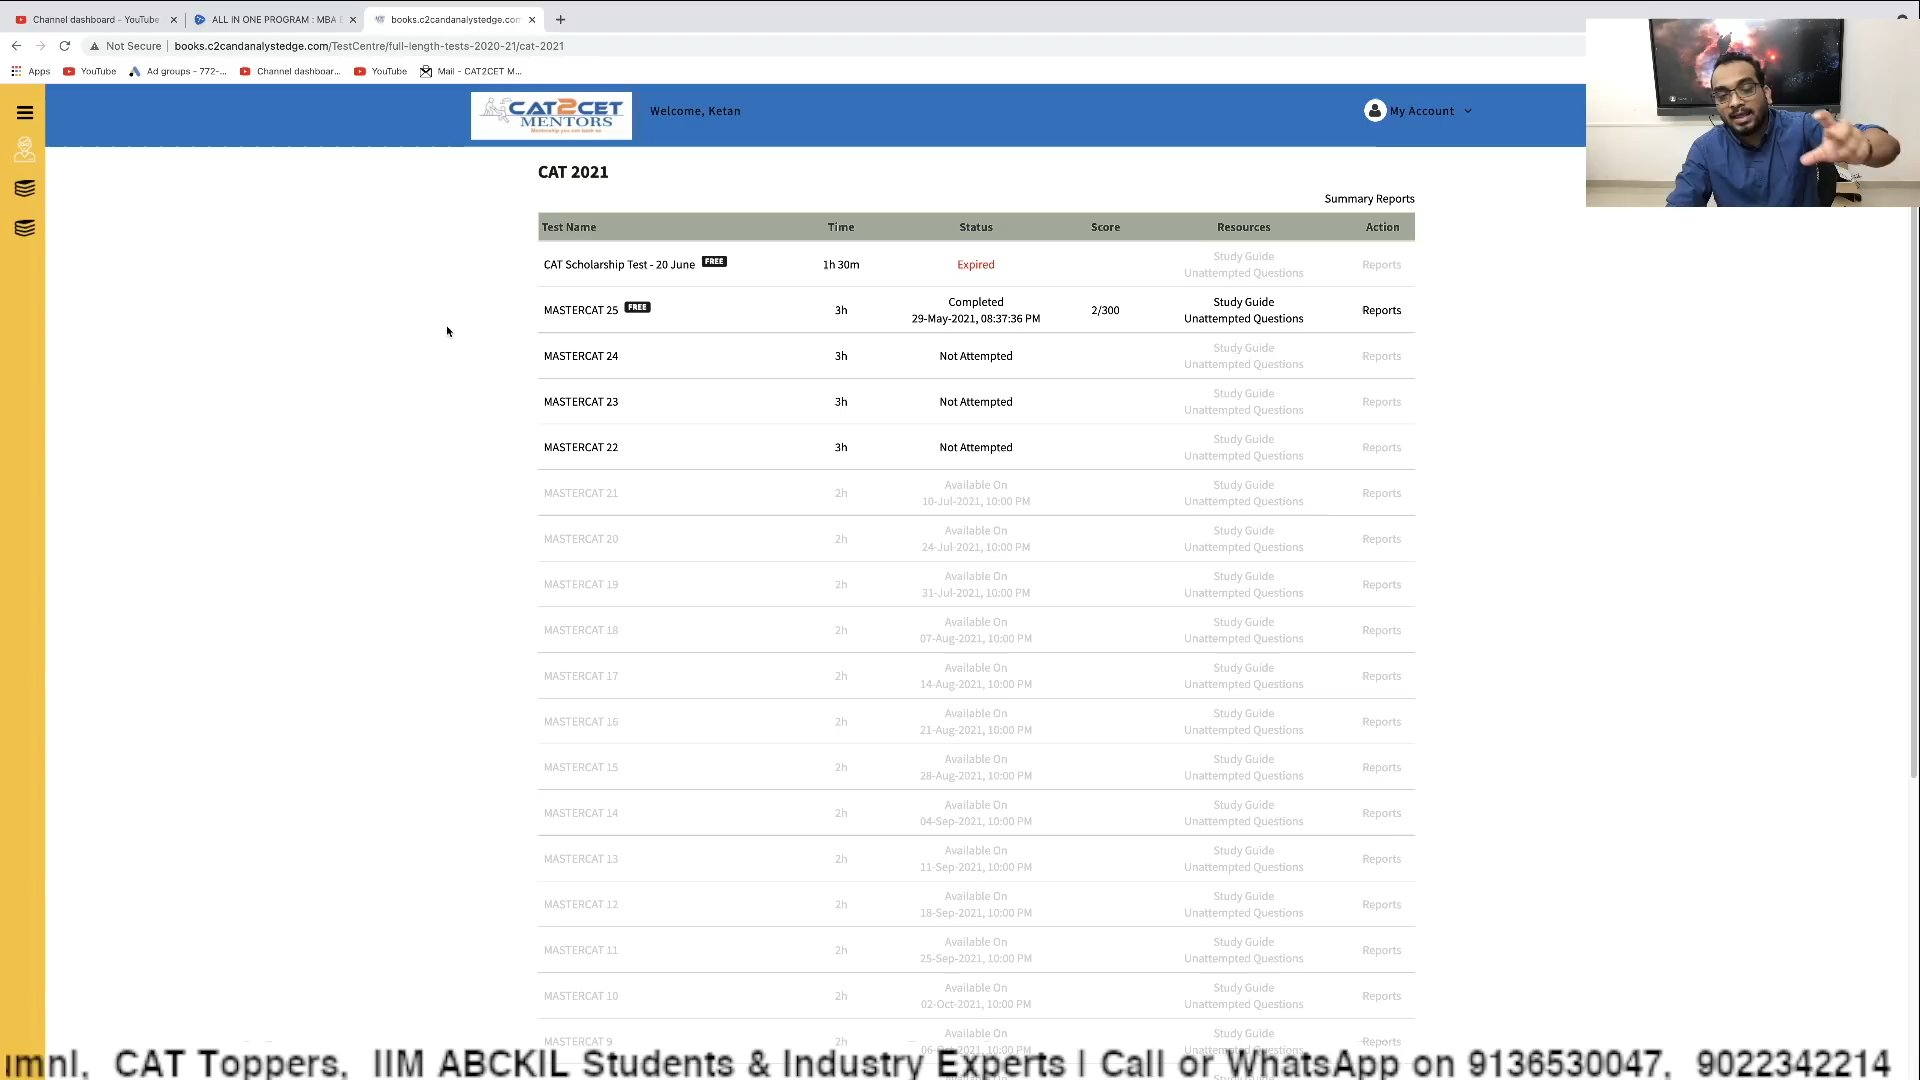 Channel dashboard - YouTube
ALL IN ONE PROGRAM : MBA
books.c2candanalystedge.com
Not Secure | books.c2candanalystedge.com/TestCentre/full-length-tests-2020-21/cat-2021
Apps YouTube Ad groups - 772-... Channel dashboar... YouTube Mail - CAT2CET M...
CAT2CET
MENTORS
Welcome, Ketan
My Account
CAT 2021
Summary Reports
Test Name Time Status Score Resources Action
CAT Scholarship Test - 20 June FREE 1h 30m Expired Study Guide Unattempted Questions Reports
MASTERCAT 25 FREE 3h Completed 29-May-2021, 08:37:36 PM 2/300 Study Guide Unattempted Questions Reports
MASTERCAT 24 3h Not Attempted Study Guide Unattempted Questions Reports
MASTERCAT 23 3h Not Attempted Study Guide Unattempted Questions Reports
MASTERCAT 22 3h Not Attempted Study Guide Unattempted Questions Reports
MASTERCAT 21 2h Available On 10-Jul-2021, 10:00 PM Study Guide Unattempted Questions Reports
MASTERCAT 20 2h Available On 24-Jul-2021, 10:00 PM Study Guide Unattempted Questions Reports
MASTERCAT 19 2h Available On 31-Jul-2021, 10:00 PM Study Guide Unattempted Questions Reports
MASTERCAT 18 2h Available On 07-Aug-2021, 10:00 PM Study Guide Unattempted Questions Reports
MASTERCAT 17 2h Available On 14-Aug-2021, 10:00 PM Study Guide Unattempted Questions Reports
MASTERCAT 16 2h Available On 21-Aug-2021, 10:00 PM Study Guide Unattempted Questions Reports
MASTERCAT 15 2h Available On 28-Aug-2021, 10:00 PM Study Guide Unattempted Questions Reports
MASTERCAT 14 2h Available On 04-Sep-2021, 10:00 PM Study Guide Unattempted Questions Reports
MASTERCAT 13 2h Available On 11-Sep-2021, 10:00 PM Study Guide Unattempted Questions Reports
MASTERCAT 12 2h Available On 18-Sep-2021, 10:00 PM Study Guide Unattempted Questions Reports
MASTERCAT 11 2h Available On 25-Sep-2021, 10:00 PM Study Guide Unattempted Questions Reports
MASTERCAT 10 2h Available On 02-Oct-2021, 10:00 PM Study Guide Unattempted Questions Reports
MASTERCAT 9 2h Available On Study Guide Unattempted Questions Reports
umnI, CAT Toppers, IIM ABCKIL Students & Industry Experts I Call or WhatsApp on 9136530047, 9022342214